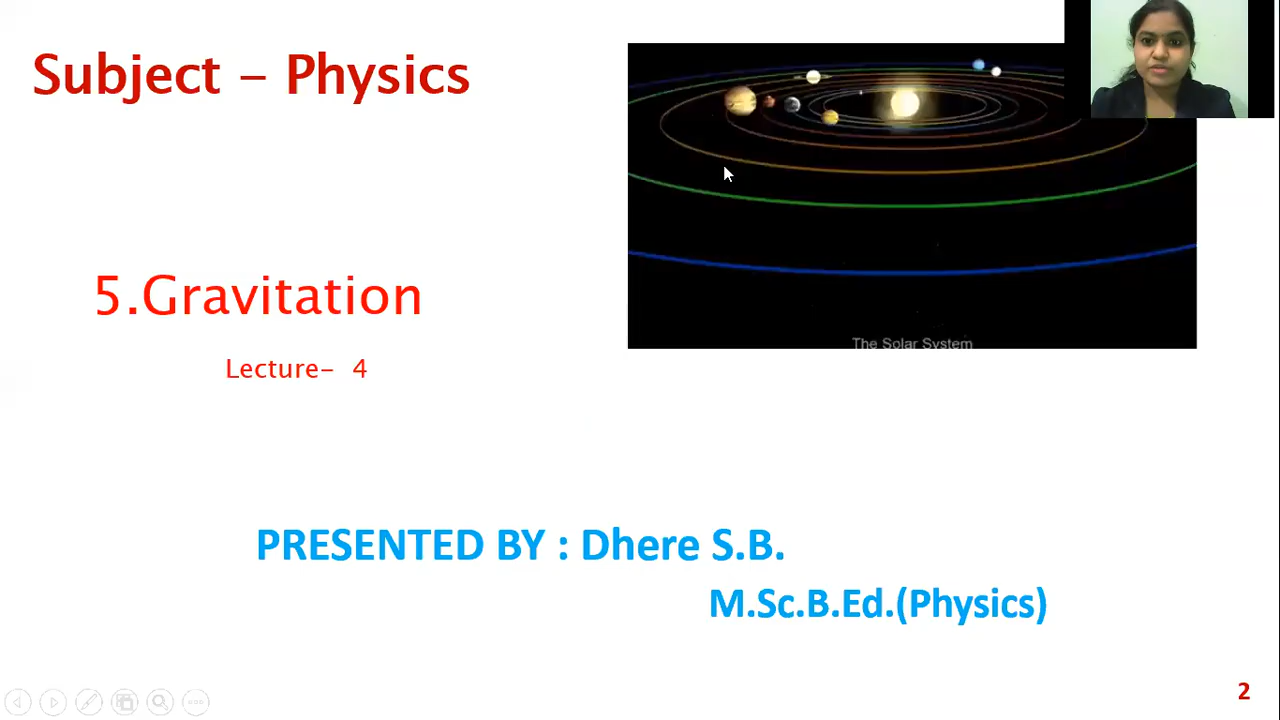 Subject – Physics
The Solar System
5.Gravitation
Lecture– 4
PRESENTED BY : Dhere S.B.
M.Sc.B.Ed.(Physics)
2